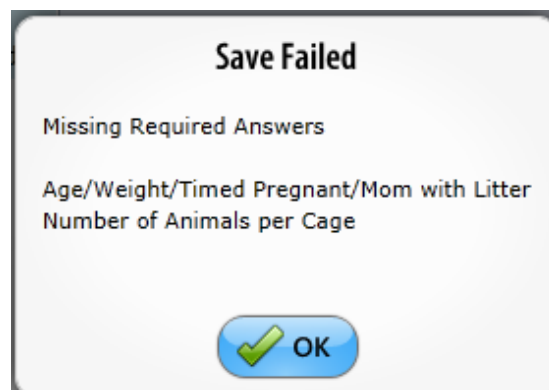 Save Failed
Missing Required Answers
Age/Weight/Timed Pregnant/Mom with Litter
Number of Animals per Cage
OK